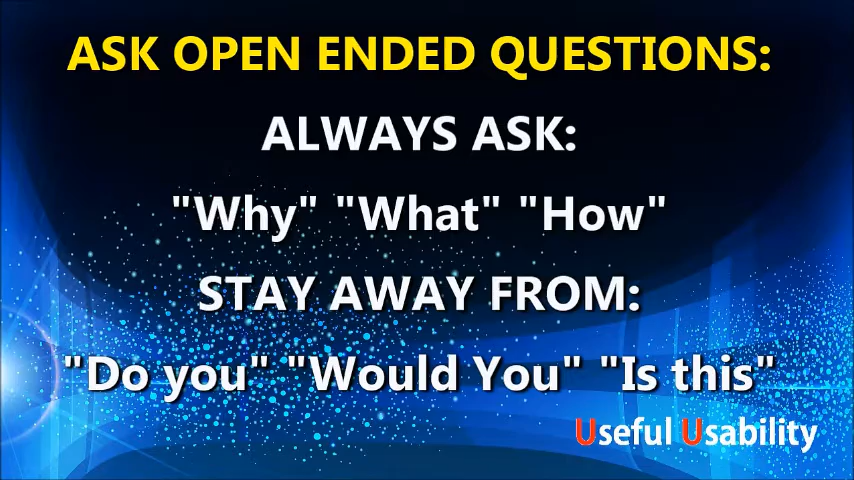 ASK OPEN ENDED QUESTIONS:
ALWAYS ASK:
"Why" "What" "How"
STAY AWAY FROM:
"Do you" "Would You" "Is this"
Useful Usability